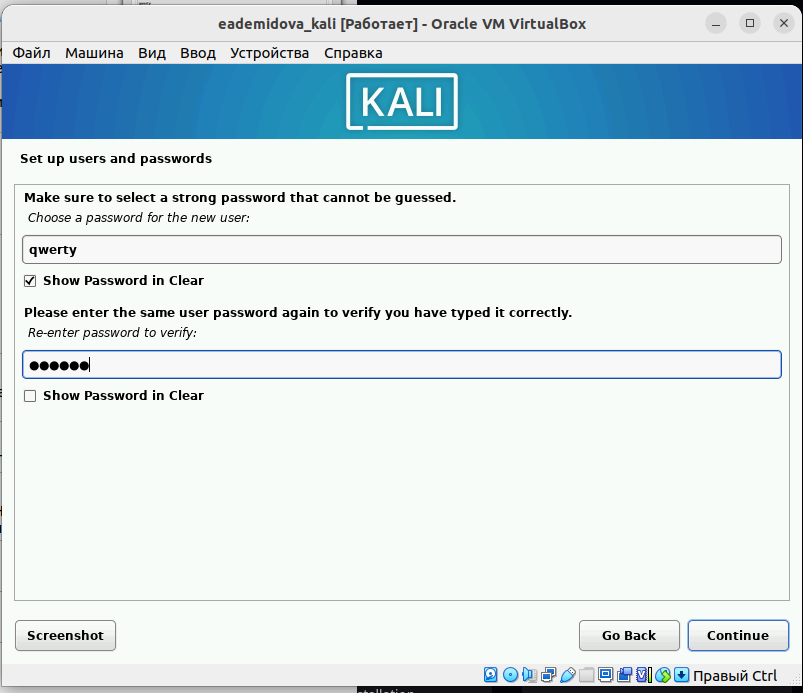 eademidova_kali [Работает] - Oracle VM VirtualBox
Файл Машина Вид Ввод Устройства Справка
KALI
Set up users and passwords
Make sure to select a strong password that cannot be guessed.
Choose a password for the new user:
qwerty
Show Password in Clear
Please enter the same user password again to verify you have typed it correctly.
Re-enter password to verify:
●●●●●●
Show Password in Clear
Screenshot Go Back Continue
Правый Ctrl